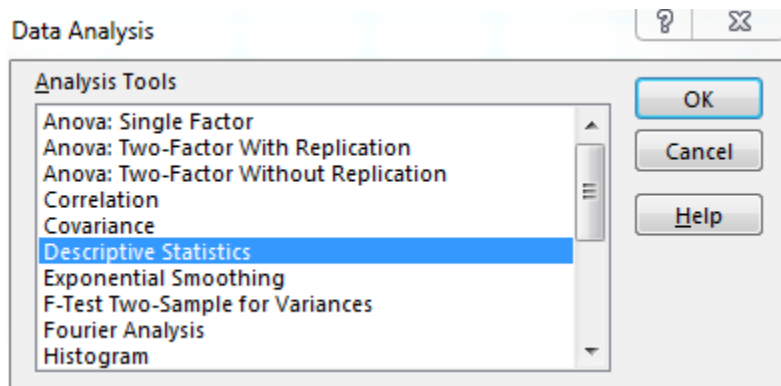 Data Analysis
Analysis Tools
Anova: Single Factor
Anova: Two-Factor With Replication
Anova: Two-Factor Without Replication
Correlation
Covariance
Descriptive Statistics
Exponential Smoothing
F-Test Two-Sample for Variances
Fourier Analysis
Histogram
?
OK
Cancel
Help